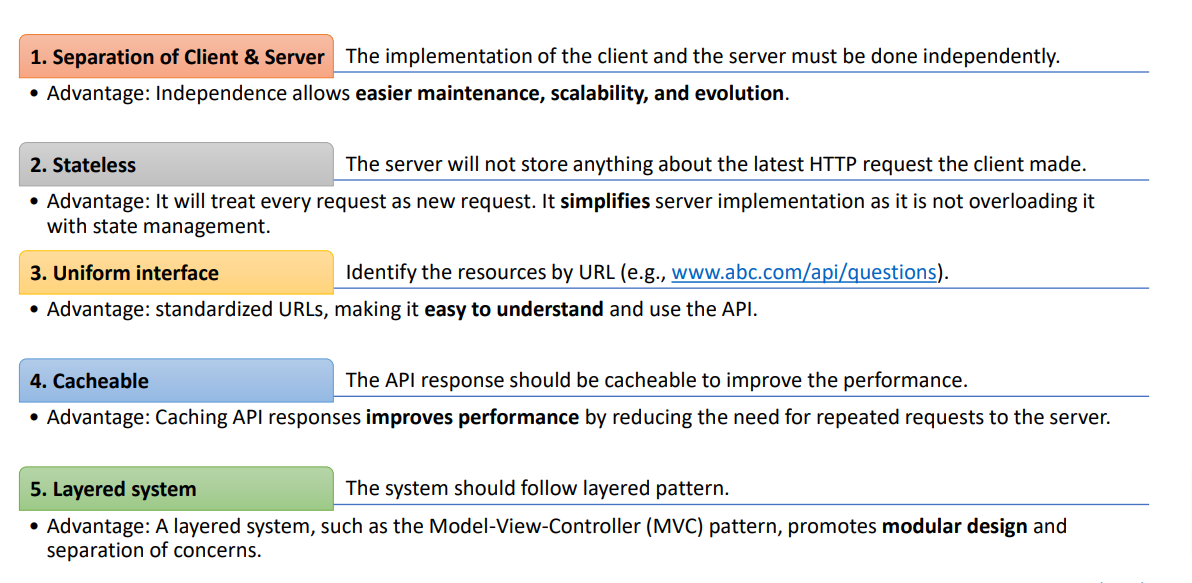 1. Separation of Client & Server
The implementation of the client and the server must be done independently.
• Advantage: Independence allows easier maintenance, scalability, and evolution.
2. Stateless
The server will not store anything about the latest HTTP request the client made.
• Advantage: It will treat every request as new request. It simplifies server implementation as it is not overloading it
with state management.
3. Uniform interface
Identify the resources by URL (e.g., www.abc.com/api/questions).
• Advantage: standardized URLs, making it easy to understand and use the API.
4. Cacheable
The API response should be cacheable to improve the performance.
• Advantage: Caching API responses improves performance by reducing the need for repeated requests to the server.
5. Layered system
The system should follow layered pattern.
• Advantage: A layered system, such as the Model-View-Controller (MVC) pattern, promotes modular design and
separation of concerns.